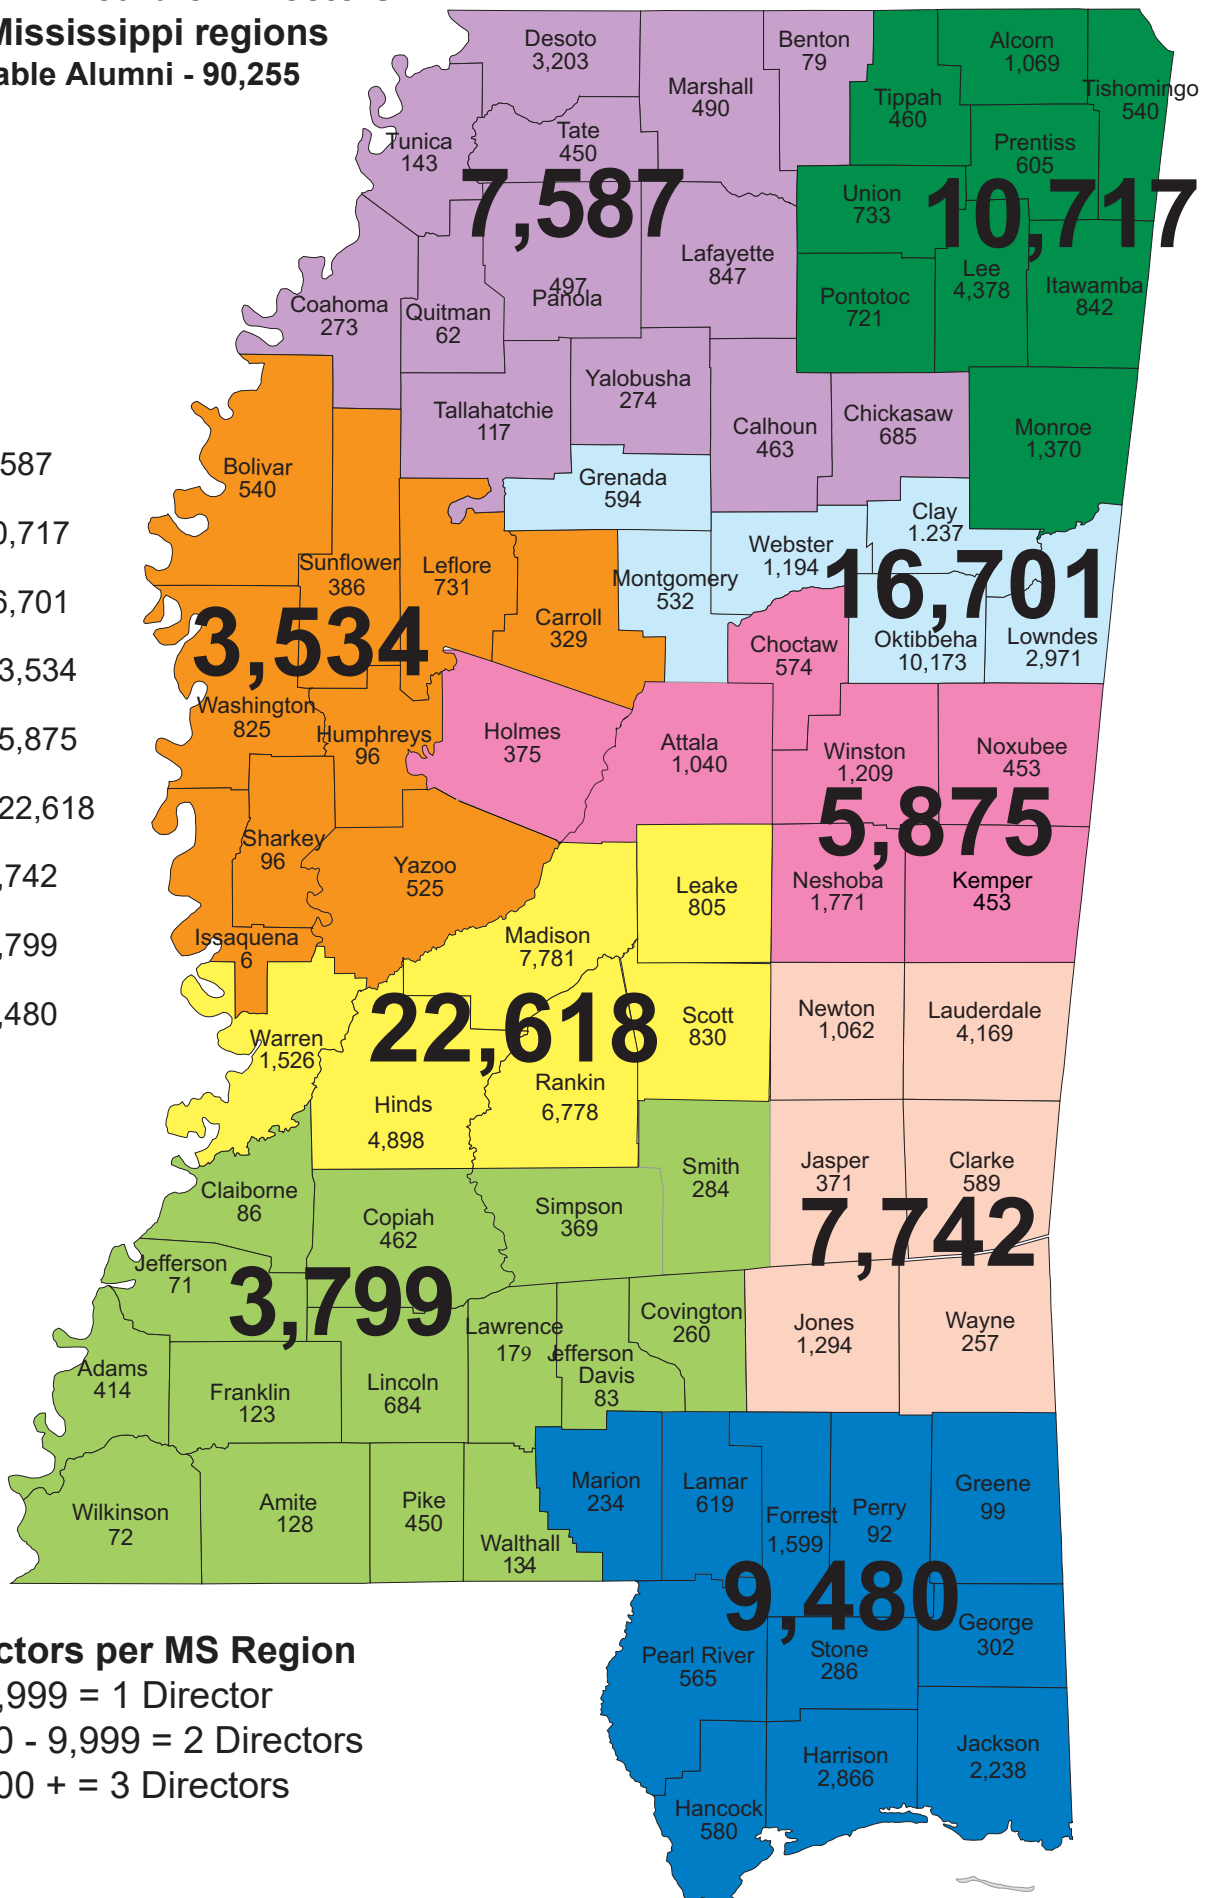 Mississippi regions
able Alumni - 90,255
Desoto
3,203
Marshall
490
Benton
79
Tippah
460
Alcorn
1,069
Tishomingo
540
Prentiss
605
Tunica
143
Tate
450
7,587
Union
733
10,717
Lafayette
847
Lee
4,378
Itawamba
842
Pontotoc
721
497
Panola
Coahoma
273
Quitman
62
Yalobusha
274
Tallahatchie
117
Calhoun
463
Chickasaw
685
Monroe
1,370
587
0,717
6,701
3,534
5,875
22,618
,742
,799
,480
Bolivar
540
Grenada
594
Clay
1.237
Webster
1,194
Montgomery
532
16,701
Oktibbeha
10,173
Lowndes
2,971
Sunflower
386
Leflore
731
Carroll
329
3,534
Washington
825
Humphreys
96
Sharkey
96
Yazoo
525
Issaquena
6
Choctaw
574
Holmes
375
Attala
1,040
Winston
1,209
Noxubee
453
5,875
Neshoba
1,771
Kemper
453
Leake
805
Madison
7,781
22,618
Scott
830
Warren
1,526
Hinds
4,898
Rankin
6,778
Newton
1,062
Lauderdale
4,169
Jasper
371
Clarke
589
7,742
Jones
1,294
Wayne
257
Smith
284
Simpson
369
Claiborne
86
Copiah
462
Jefferson
71
3,799
Lawrence
179
Jefferson
Davis
83
Covington
260
Adams
414
Franklin
123
Lincoln
684
Wilkinson
72
Amite
128
Pike
450
Walthall
134
Marion
234
Lamar
619
Forrest
1,599
Perry
92
Greene
99
9,480
Pearl River
565
Stone
286
George
302
Harrison
2,866
Jackson
2,238
Hancock
580
ctors per MS Region
,999 = 1 Director
0 - 9,999 = 2 Directors
00 + = 3 Directors